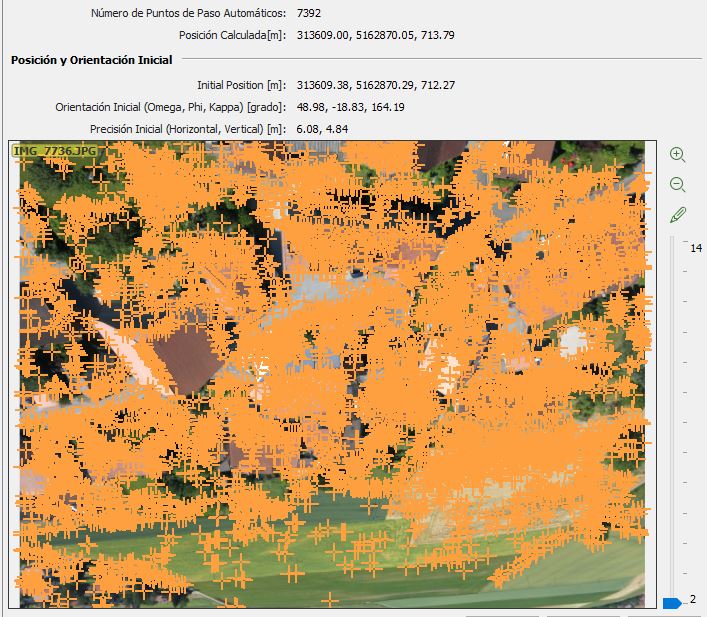 Número de Puntos de Paso Automáticos: 7392
Posición Calculada[m]: 313609.00, 5162870.05, 713.79
Posición y Orientación Inicial
Initial Position [m]: 313609.38, 5162870.29, 712.27
Orientación Inicial (Omega, Phi, Kappa) [grado]: 48.98, -18.83, 164.19
Precisión Inicial (Horizontal, Vertical) [m]: 6.08, 4.84
IMG_7736.JPG
14
2